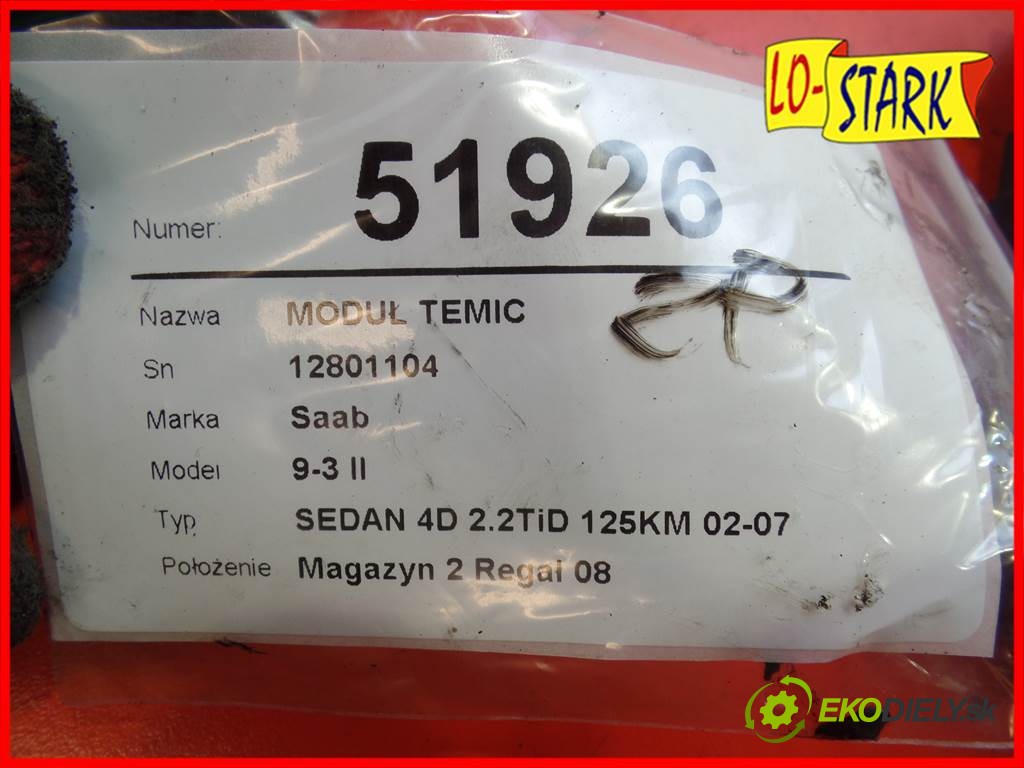 LO-STARK
Numer: 51926
Nazwa MODUŁ TEMIC
Sn 12801104
Marka Saab
Model 9-3 II
Typ SEDAN 4D 2.2TiD 125KM 02-07
Położenie Magazyn 2 Regal 08
EKODIELY.sk